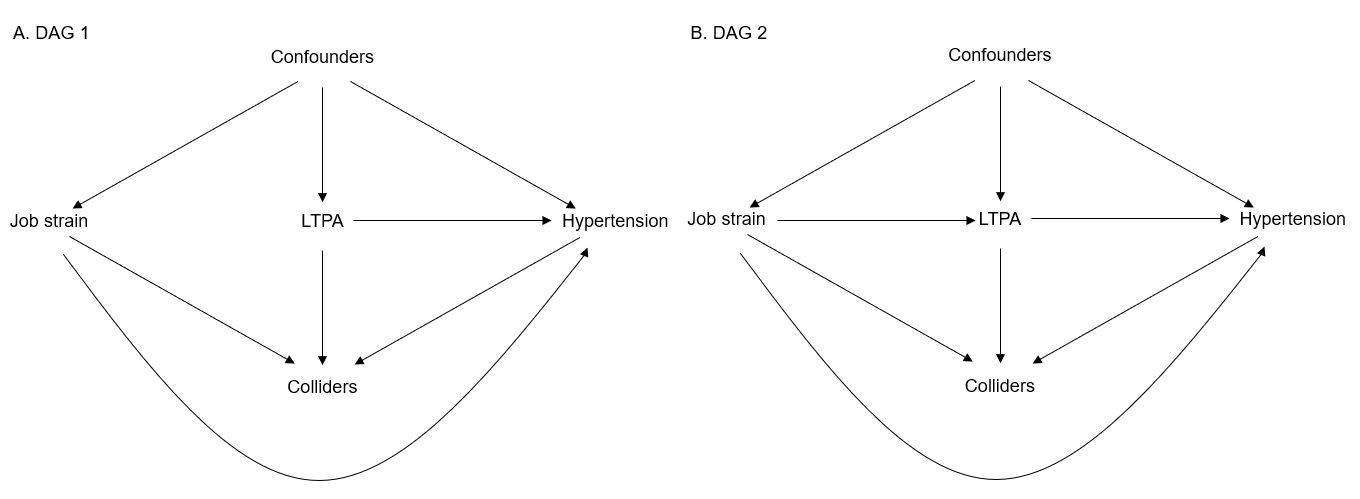 A. DAG 1
Confounders
Job strain
LTPA
Hypertension
Colliders
B. DAG 2
Confounders
Job strain
LTPA
Hypertension
Colliders